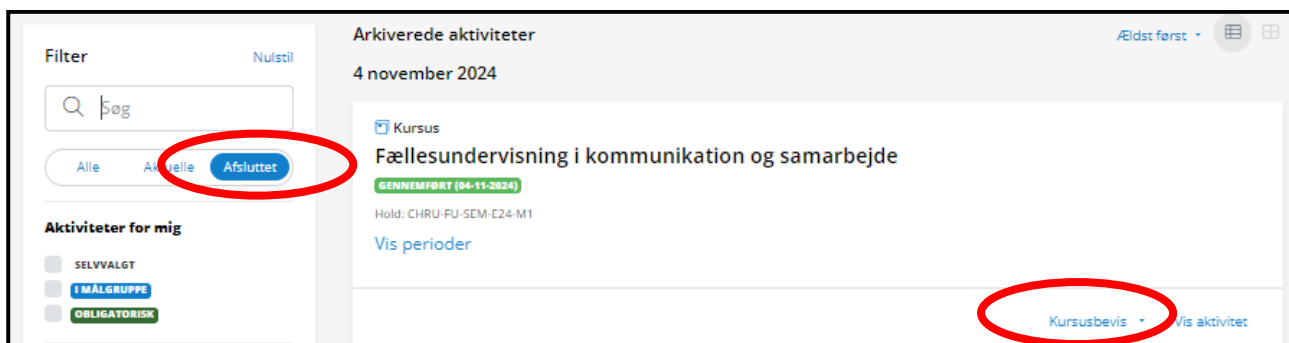 Filter
Nulstil
Søg
Alle
Aktuelle
Afsluttet
Aktiviteter for mig
SELVVALGT
I MÅLGRUPPE
OBLIGATORISK
Arkiverede aktiviteter
Ældst først
4 november 2024
Kursus
Fællesundervisning i kommunikation og samarbejde
GENNEMFØRT (04-11-2024)
Hold: CHRU-FU-SEM-E24-M1
Vis perioder
Kursusbevis
Vis aktivitet